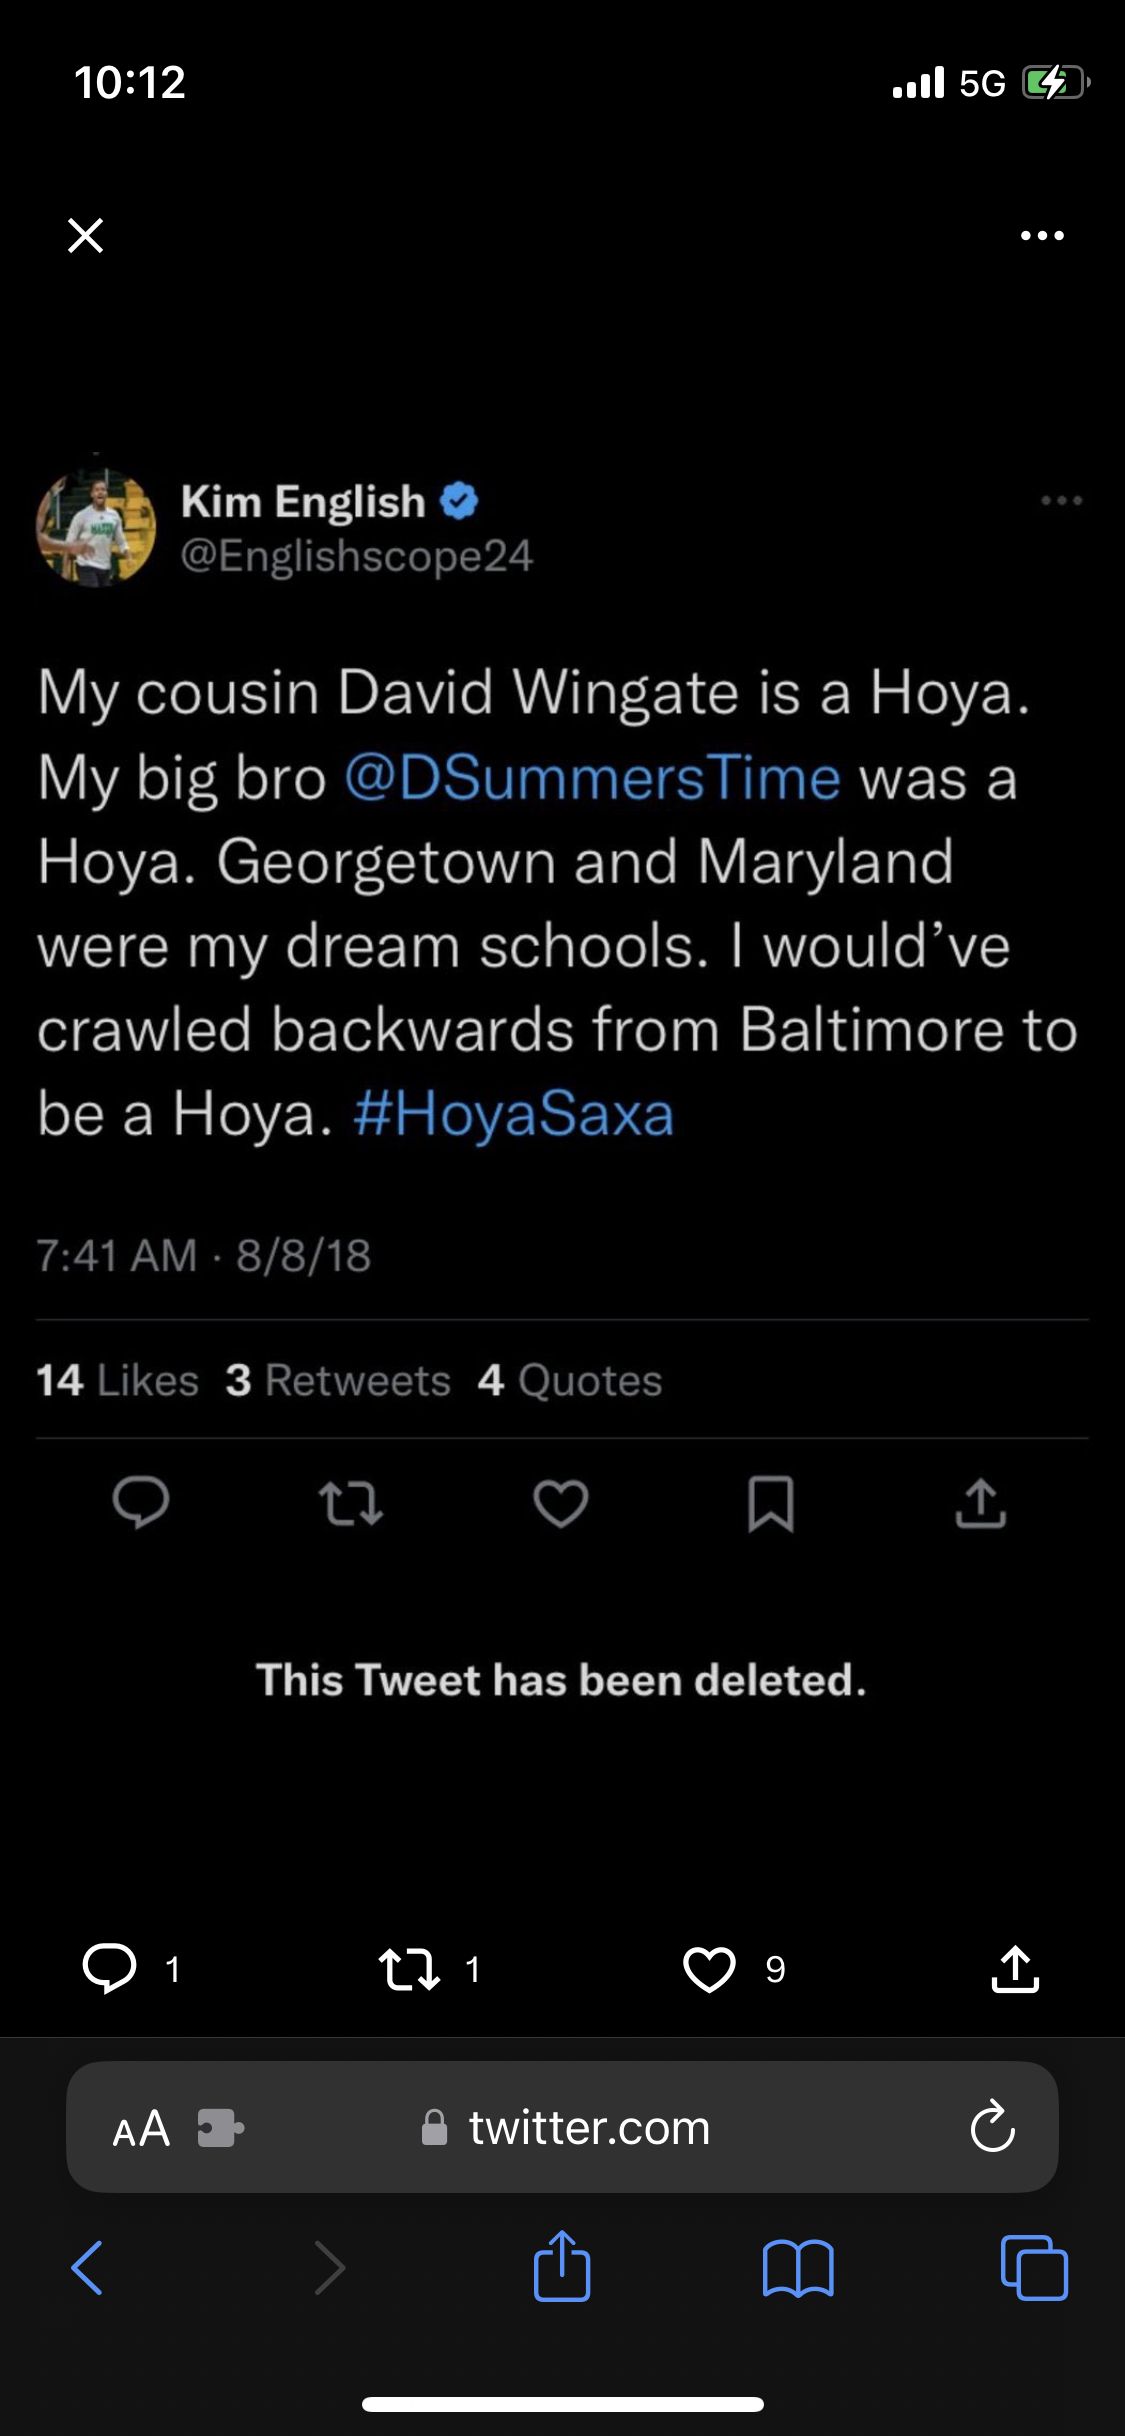 10:12
5G
Kim English
@Englishscope24
My cousin David Wingate is a Hoya.
My big bro @DSummersTime was a
Hoya. Georgetown and Maryland
were my dream schools. I would’ve
crawled backwards from Baltimore to
be a Hoya. #HoyaSaxa
7:41 AM · 8/8/18
14 Likes 3 Retweets 4 Quotes
This Tweet has been deleted.
1 1 9
AA twitter.com